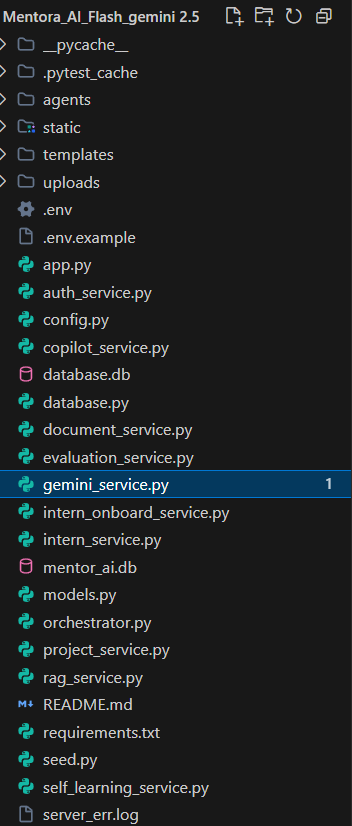 Mentora_AI_Flash_gemini 2.5
__pycache__
.pytest_cache
agents
static
templates
uploads
.env
.env.example
app.py
auth_service.py
config.py
copilot_service.py
database.db
database.py
document_service.py
evaluation_service.py
gemini_service.py 1
intern_onboard_service.py
intern_service.py
mentor_ai.db
models.py
orchestrator.py
project_service.py
rag_service.py
README.md
requirements.txt
seed.py
self_learning_service.py
server_err.log